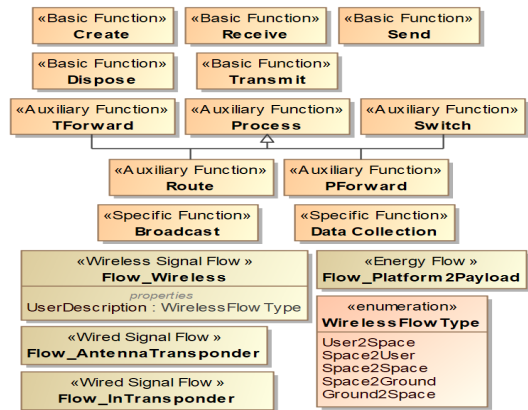 «Basic Function»
Create
«Basic Function»
Receive
«Basic Function»
Send
«Basic Function»
Dispose
«Basic Function»
Transmit
«Auxiliary Function»
TForward
«Auxiliary Function»
Process
«Auxiliary Function»
Switch
«Auxiliary Function»
Route
«Auxiliary Function»
PForward
«Specific Function»
Broadcast
«Specific Function»
Data Collection
«Wireless Signal Flow »
Flow_Wireless
properties
UserDescription : WirelessFlowType
«Energy Flow »
Flow_Platform2Payload
«Wired Signal Flow »
Flow_AntennaTransponder
«Wired Signal Flow »
Flow_InTransponder
«enumeration»
WirelessFlowType
User2Space
Space2User
Space2Space
Space2Ground
Ground2Space